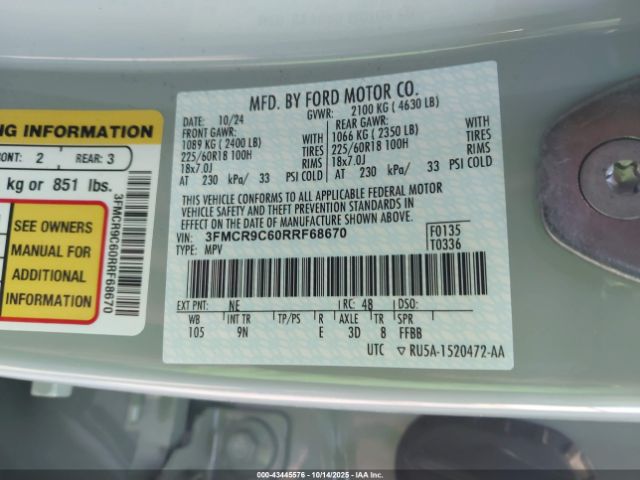 NG INFORMATION
ONT: 2 REAR: 3
kg or 851 lbs.
SEE OWNERS
MANUAL FOR
ADDITIONAL
INFORMATION
3FMCR9C60RRF68670
MFD. BY FORD MOTOR CO.
DATE: 10/24 GVWR: 2100 KG ( 4630 LB)
FRONT GAWR: REAR GAWR:
1089 KG ( 2400 LB) WITH 1066 KG ( 2350 LB) WITH
225/60R18 100H TIRES 225/60R18 100H TIRES
18x7.0J RIMS 18x7.0J RIMS
AT 230 kPa/ 33 PSI COLD AT 230 kPa/ 33 PSI COLD
THIS VEHICLE CONFORMS TO ALL APPLICABLE FEDERAL MOTOR
VEHICLE SAFETY AND THEFT PREVENTION STANDARDS IN
EFFECT ON THE DATE OF MANUFACTURE SHOWN ABOVE.
VIN: 3FMCR9C60RRF68670 F0135
TYPE: MPV T0336
EXT PNT: NE RC: 48 DSO:
WB INT TR TP/PS R AXLE TR SPR
105 9N E 3D 8 FFBB
UTC ▽RU5A-1520472-AA
00-43445576 - 10/14/2025 - COPYRIGHT IAA, LLC.